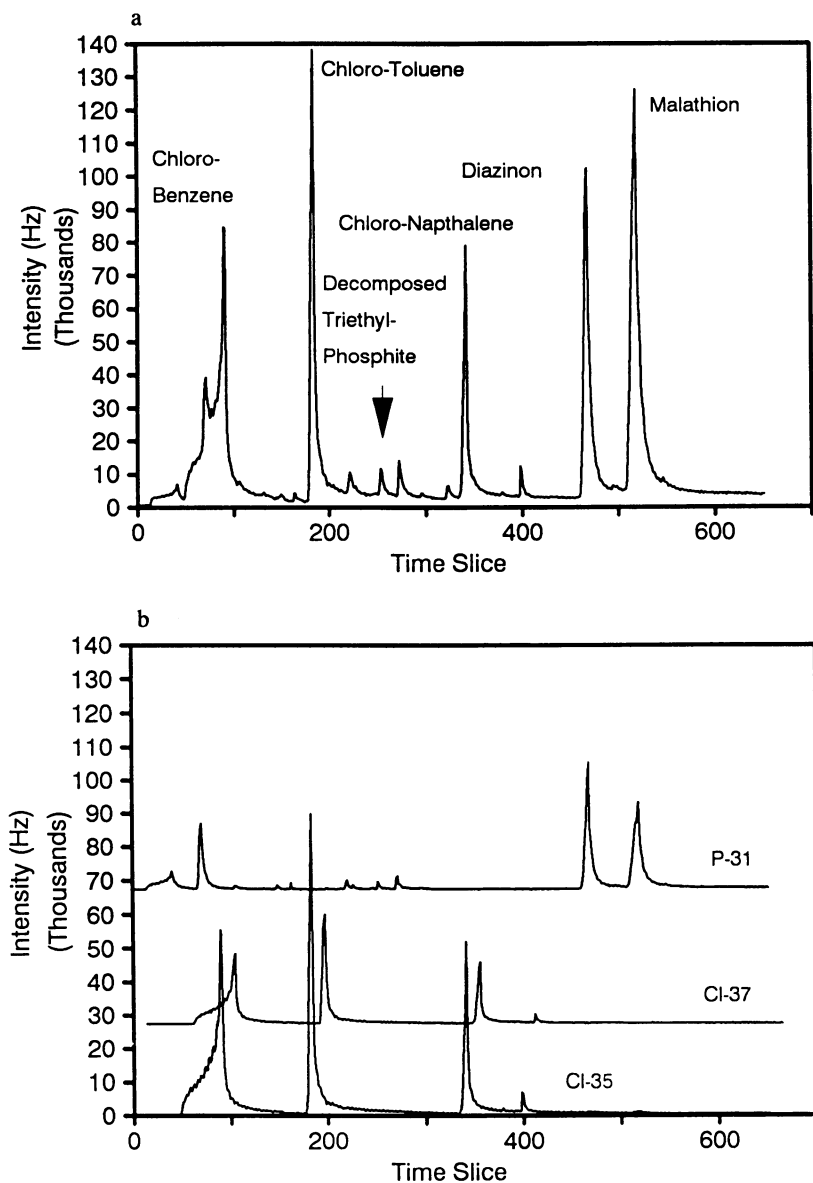 a
140
130
120
110
100
90
80
70
60
50
40
30
20
10
0
Intensity (Hz)
(Thousands)
Chloro-
Benzene
Chloro-Toluene
Chloro-Napthalene
Decomposed
Triethyl-
Phosphite
Diazinon
Malathion
0 200 400 600
Time Slice
b
140
130
120
110
100
90
80
70
60
50
40
30
20
10
0
Intensity (Hz)
(Thousands)
P-31
Cl-37
Cl-35
0 200 400 600
Time Slice